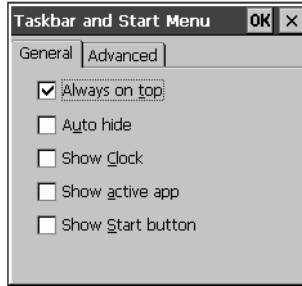 Taskbar and Start Menu OK ×
General Advanced
Always on top
Auto hide
Show Clock
Show active app
Show Start button